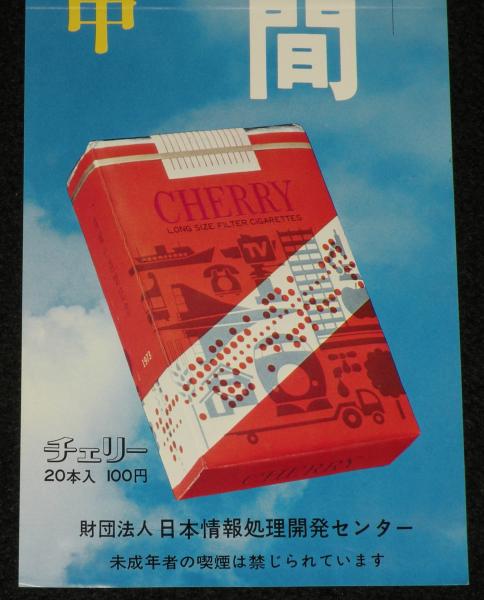 間
CHERRY
LONG SIZE FILTER CIGARETTES
TV
1973
CHERRY
チェリー
20本入 100円
財団法人 日本情報処理開発センター
未成年者の喫煙は禁じられています